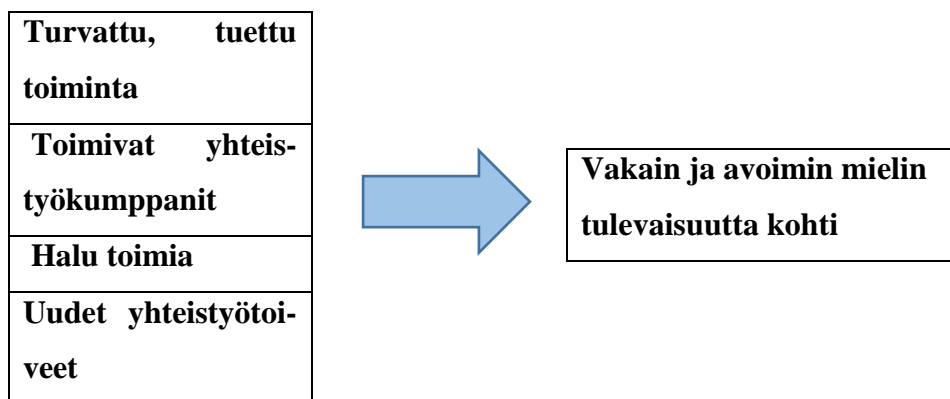 Turvattu, tuettu
toiminta
Toimivat yhteis-
työkumppanit
Halu toimia
Uudet yhteistyötoi-
veet
Vakain ja avoimin mielin
tulevaisuutta kohti